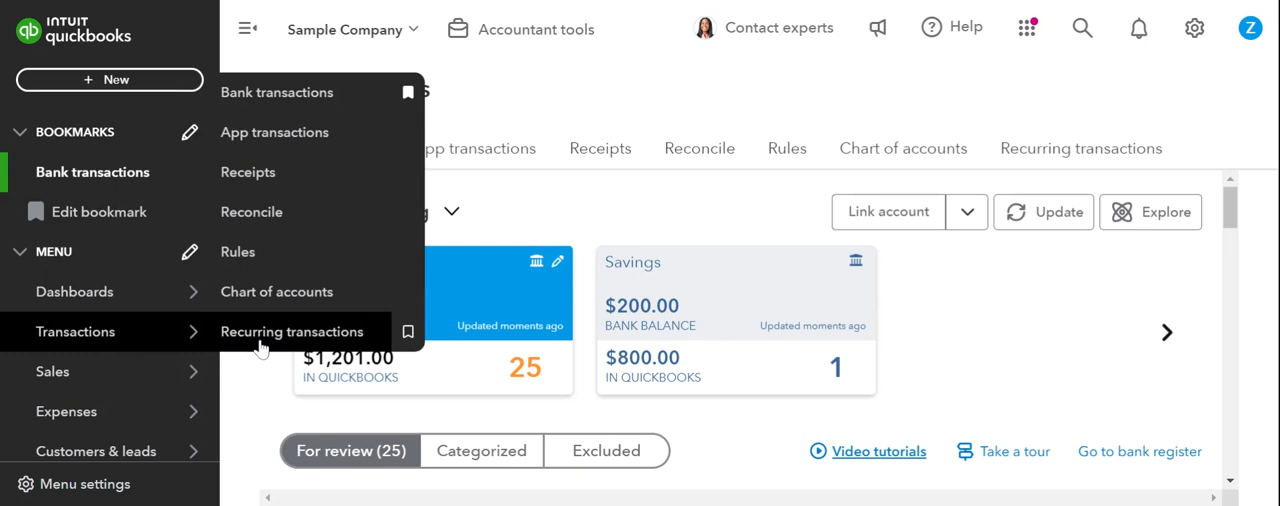 INTUIT
quickbooks
+ New
BOOKMARKS
Bank transactions
Edit bookmark
MENU
Dashboards
Transactions
Sales
Expenses
Customers & leads
Menu settings
Bank transactions
App transactions
Receipts
Reconcile
Rules
Chart of accounts
Recurring transactions
Sample Company
Accountant tools
Contact experts
Help
Z
s
pp transactions Receipts Reconcile Rules Chart of accounts Recurring transactions
g
Link account
Update
Explore
Updated moments ago
$1,201.00
IN QUICKBOOKS
25
Savings
$200.00
BANK BALANCE
Updated moments ago
$800.00
IN QUICKBOOKS
1
For review (25)
Categorized
Excluded
Video tutorials
Take a tour
Go to bank register